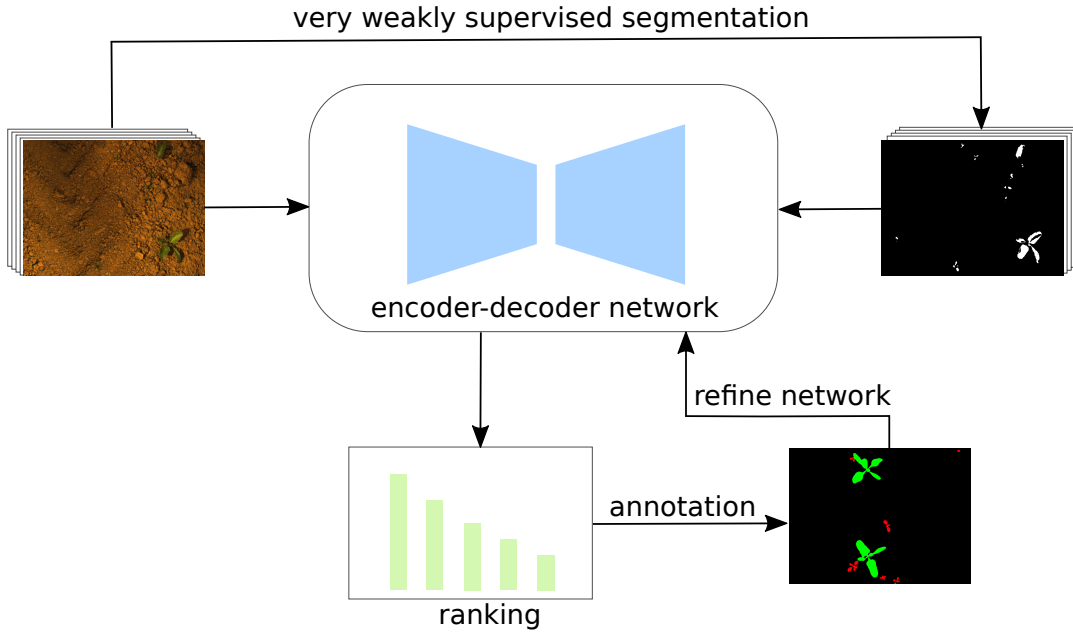 very weakly supervised segmentation
encoder-decoder network
refine network
annotation
ranking